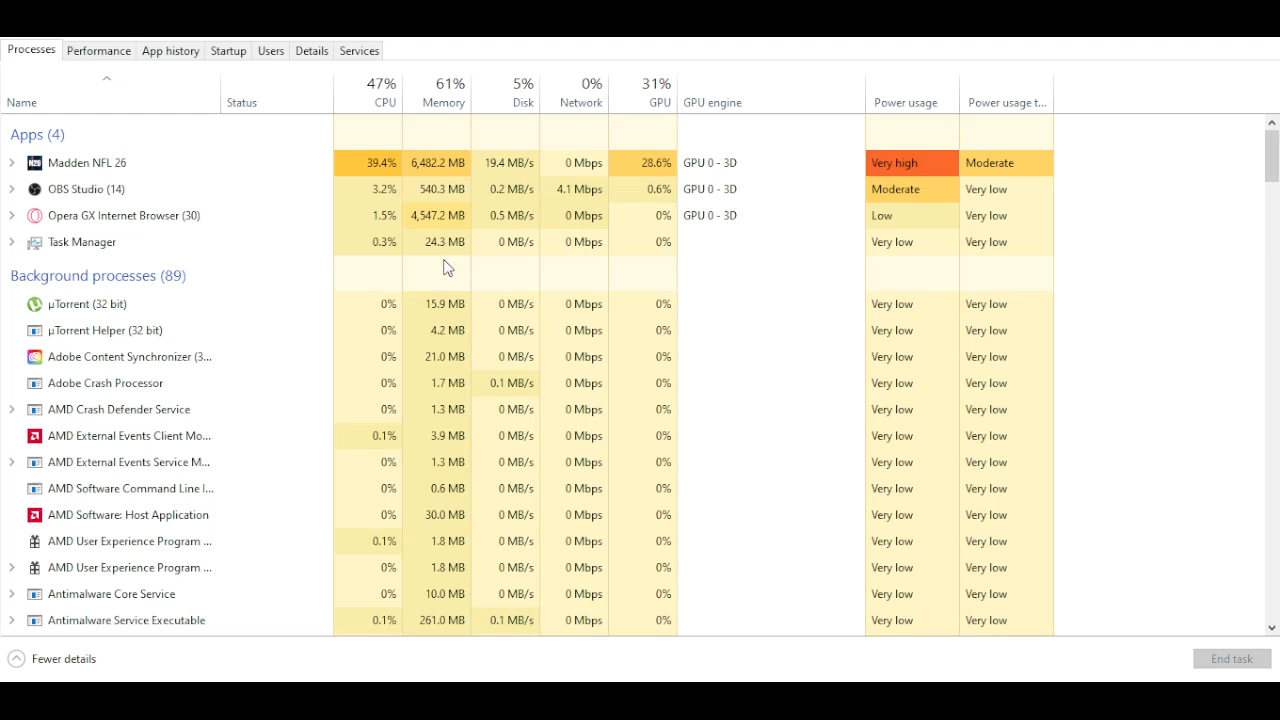 Processes Performance App history Startup Users Details Services
47% 61% 5% 0% 31%
Name Status CPU Memory Disk Network GPU GPU engine Power usage Power usage t...
Apps (4)
Madden NFL 26 39.4% 6,482.2 MB 19.4 MB/s 0 Mbps 28.6% GPU 0 - 3D Very high Moderate
OBS Studio (14) 3.2% 540.3 MB 0.2 MB/s 4.1 Mbps 0.6% GPU 0 - 3D Moderate Very low
Opera GX Internet Browser (30) 1.5% 4,547.2 MB 0.5 MB/s 0 Mbps 0% GPU 0 - 3D Low Very low
Task Manager 0.3% 24.3 MB 0 MB/s 0 Mbps 0% Very low Very low
Background processes (89)
µTorrent (32 bit) 0% 15.9 MB 0 MB/s 0 Mbps 0% Very low Very low
µTorrent Helper (32 bit) 0% 4.2 MB 0 MB/s 0 Mbps 0% Very low Very low
Adobe Content Synchronizer (3... 0% 21.0 MB 0 MB/s 0 Mbps 0% Very low Very low
Adobe Crash Processor 0% 1.7 MB 0.1 MB/s 0 Mbps 0% Very low Very low
AMD Crash Defender Service 0% 1.3 MB 0 MB/s 0 Mbps 0% Very low Very low
AMD External Events Client Mo... 0.1% 3.9 MB 0 MB/s 0 Mbps 0% Very low Very low
AMD External Events Service M... 0% 1.3 MB 0 MB/s 0 Mbps 0% Very low Very low
AMD Software Command Line I... 0% 0.6 MB 0 MB/s 0 Mbps 0% Very low Very low
AMD Software: Host Application 0% 30.0 MB 0 MB/s 0 Mbps 0% Very low Very low
AMD User Experience Program ... 0.1% 1.8 MB 0 MB/s 0 Mbps 0% Very low Very low
AMD User Experience Program ... 0% 1.8 MB 0 MB/s 0 Mbps 0% Very low Very low
Antimalware Core Service 0% 10.0 MB 0 MB/s 0 Mbps 0% Very low Very low
Antimalware Service Executable 0.1% 261.0 MB 0.1 MB/s 0 Mbps 0% Very low Very low
Fewer details End task